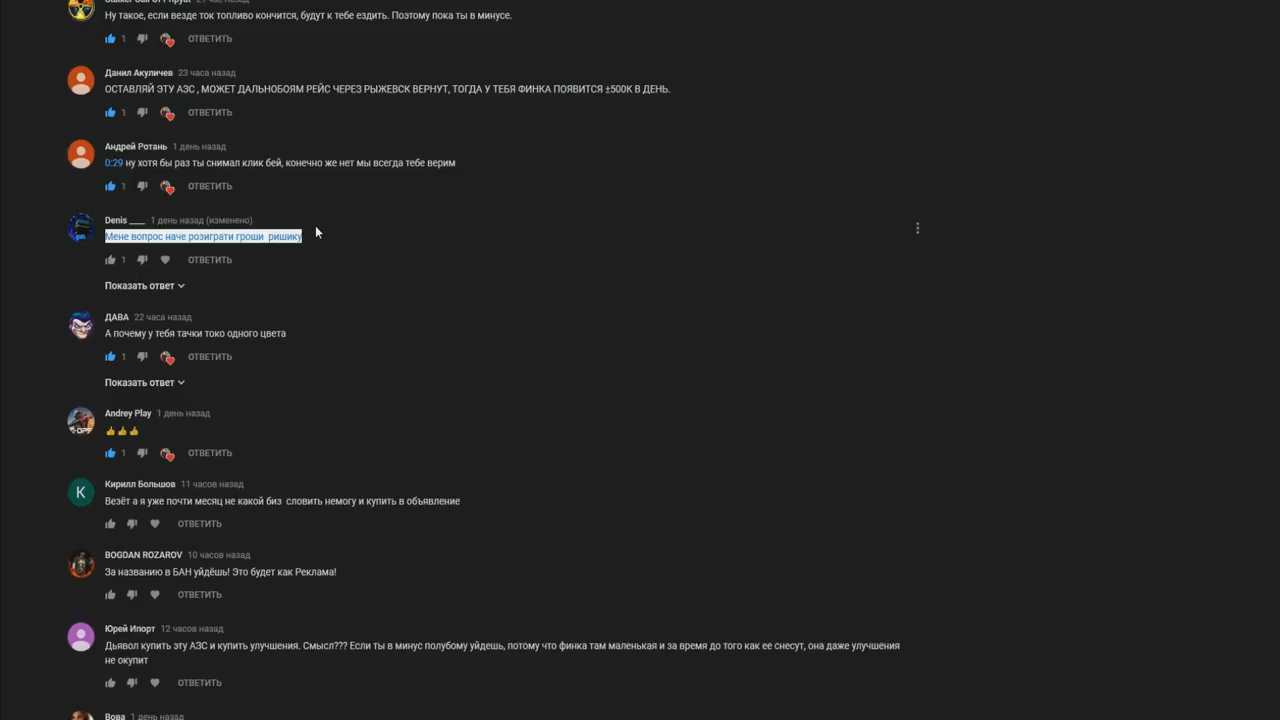 Ну такое, если везде ток топливо кончится, будут к тебе ездить. Поэтому пока ты в минусе.
1 ОТВЕТИТЬ
Данил Акуличев 23 часа назад
ОСТАВЛЯЙ ЭТУ АЗС , МОЖЕТ ДАЛЬНОБОЯМ РЕЙС ЧЕРЕЗ РЫЖЕВСК ВЕРНУТ, ТОГДА У ТЕБЯ ФИНКА ПОЯВИТСЯ ±500К В ДЕНЬ.
1 ОТВЕТИТЬ
Андрей Ротань 1 день назад
0:29 ну хотя бы раз ты снимал клик бей, конечно же нет мы всегда тебе верим
1 ОТВЕТИТЬ
Denis ___ 1 день назад (изменено)
Мене вопрос наче розиграти гроши ришику
1 ОТВЕТИТЬ
Показать ответ
ДАВА 22 часа назад
А почему у тебя тачки токо одного цвета
1 ОТВЕТИТЬ
Показать ответ
Andrey Play 1 день назад
👍👍👍
1 ОТВЕТИТЬ
К
Кирилл Большов 11 часов назад
Везёт а я уже почти месяц не какой биз словить немогу и купить в объявление
ОТВЕТИТЬ
BOGDAN ROZAROV 10 часов назад
За названию в БАН уйдёшь! Это будет как Реклама!
ОТВЕТИТЬ
Юрей Ипорт 12 часов назад
Дьявол купить эту АЗС и купить улучшения. Смысл??? Если ты в минус полубому уйдешь, потому что финка там маленькая и за время до того как ее снесут, она даже улучшения
не окупит
ОТВЕТИТЬ
Вова 1 день назад